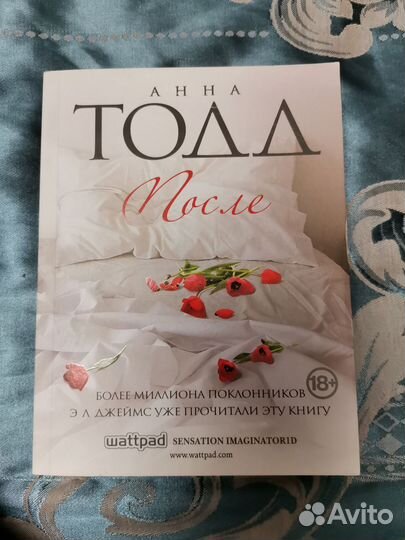 АННА
ТОДД
После
18+
БОЛЕЕ МИЛЛИОНА ПОКЛОННИКОВ
Э Л ДЖЕЙМС УЖЕ ПРОЧИТАЛИ ЭТУ КНИГУ
wattpad SENSATION IMAGINATOR1D
www.wattpad.com
Avito